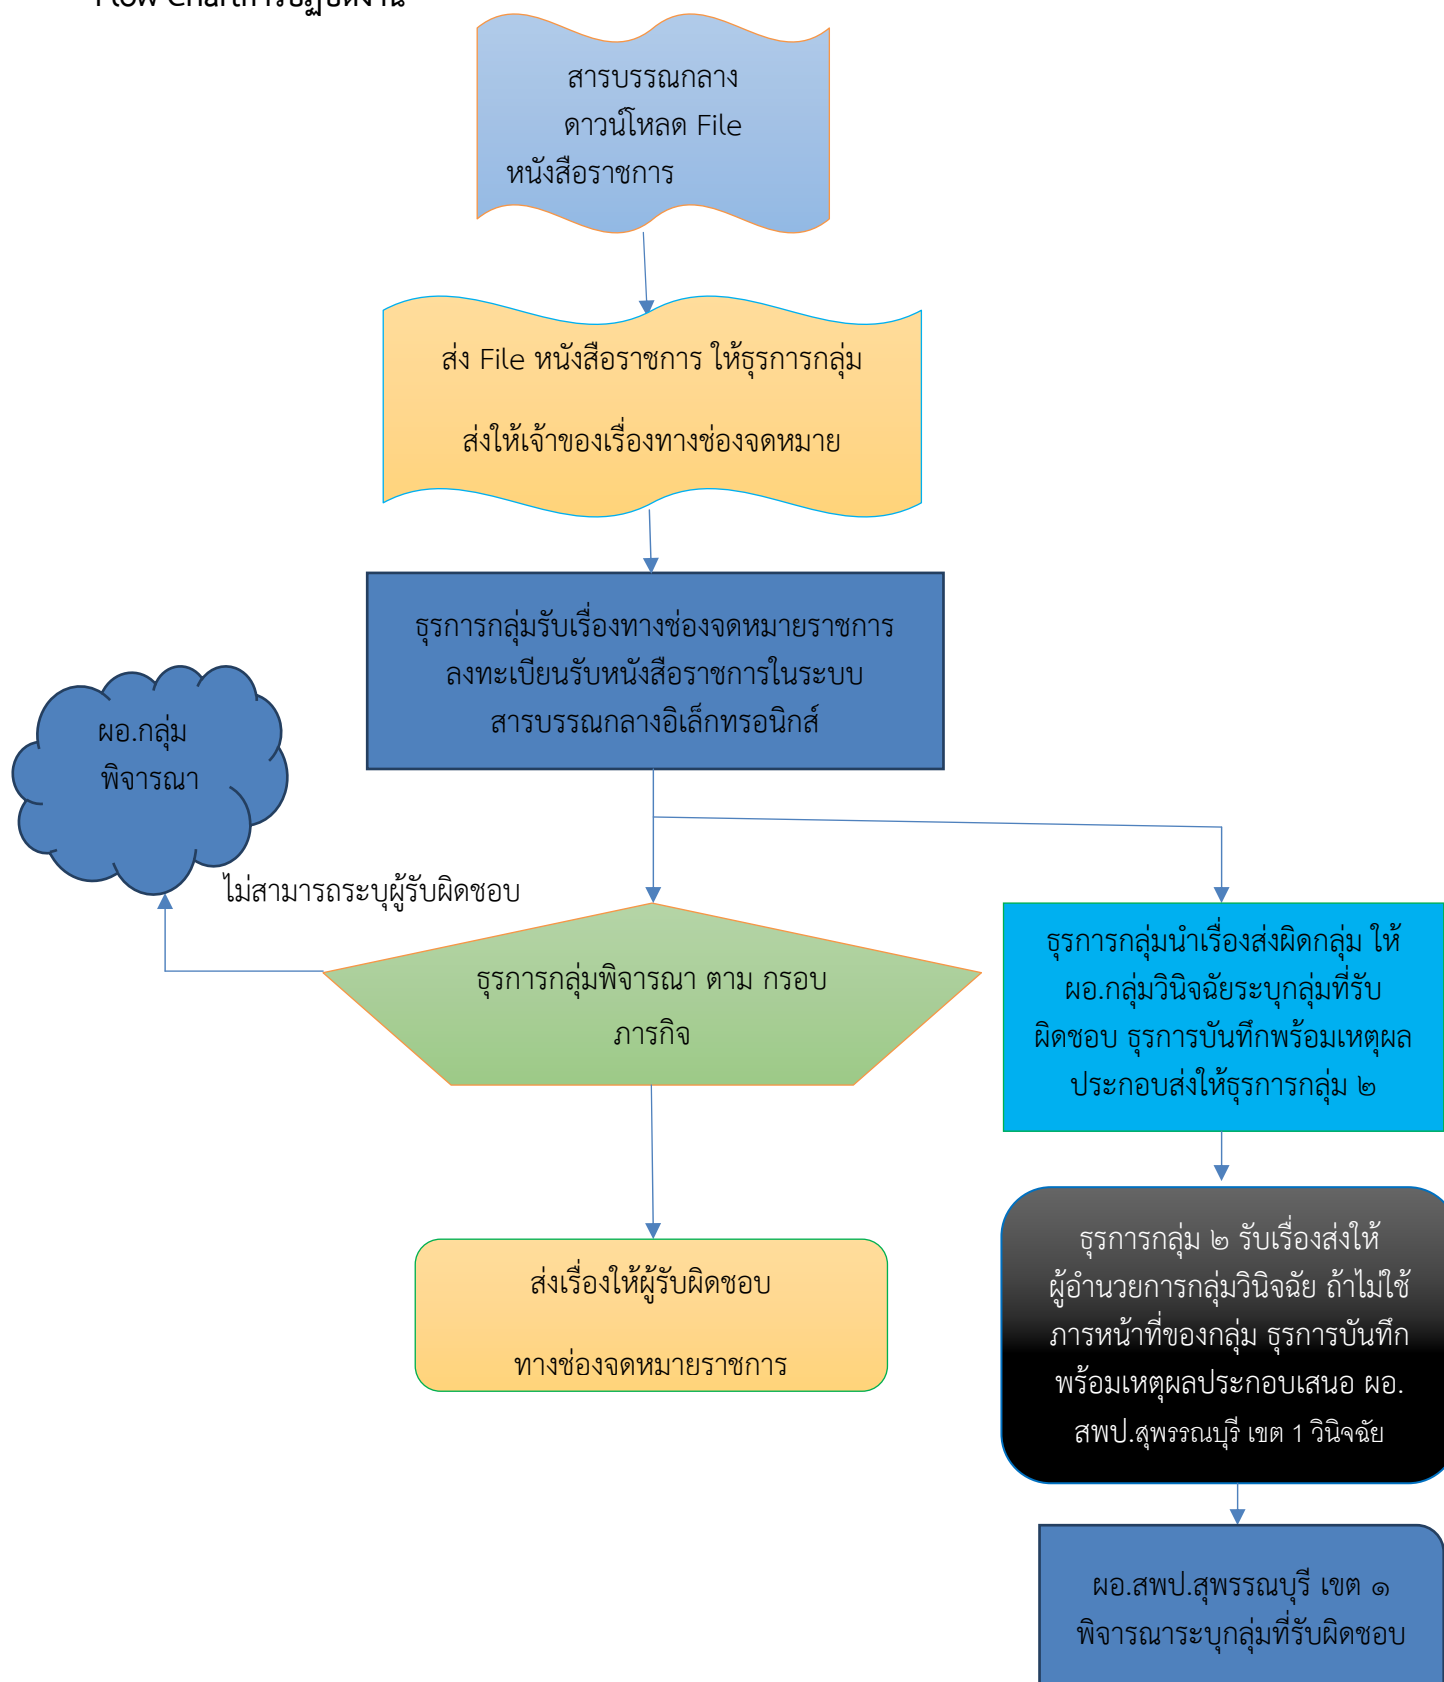 Flow Chartการปฏิบัติงาน
สารบรรณกลาง
ดาวน์โหลด File
หนังสือราชการ
ส่ง File หนังสือราชการ ให้ธุรการกลุ่ม
ส่งให้เจ้าของเรื่องทางช่องจดหมาย
ธุรการกลุ่มรับเรื่องทางช่องจดหมายราชการ
ลงทะเบียนรับหนังสือราชการในระบบ
สารบรรณกลางอิเล็กทรอนิกส์
ผอ.กลุ่ม
พิจารณา
ไม่สามารถระบุผู้รับผิดชอบ
ธุรการกลุ่มพิจารณา ตาม กรอบ
ภารกิจ
ส่งเรื่องให้ผู้รับผิดชอบ
ทางช่องจดหมายราชการ
ธุรการกลุ่มนำเรื่องส่งผิดกลุ่ม ให้
ผอ.กลุ่มวินิจฉัยระบุกลุ่มที่รับ
ผิดชอบ ธุรการบันทึกพร้อมเหตุผล
ประกอบส่งให้ธุรการกลุ่ม ๒
ธุรการกลุ่ม ๒ รับเรื่องส่งให้
ผู้อำนวยการกลุ่มวินิจฉัย ถ้าไม่ใช้
ภารหน้าที่ของกลุ่ม ธุรการบันทึก
พร้อมเหตุผลประกอบเสนอ ผอ.
สพป.สุพรรณบุรี เขต 1 วินิจฉัย
ผอ.สพป.สุพรรณบุรี เขต ๑
พิจารณาระบุกลุ่มที่รับผิดชอบ